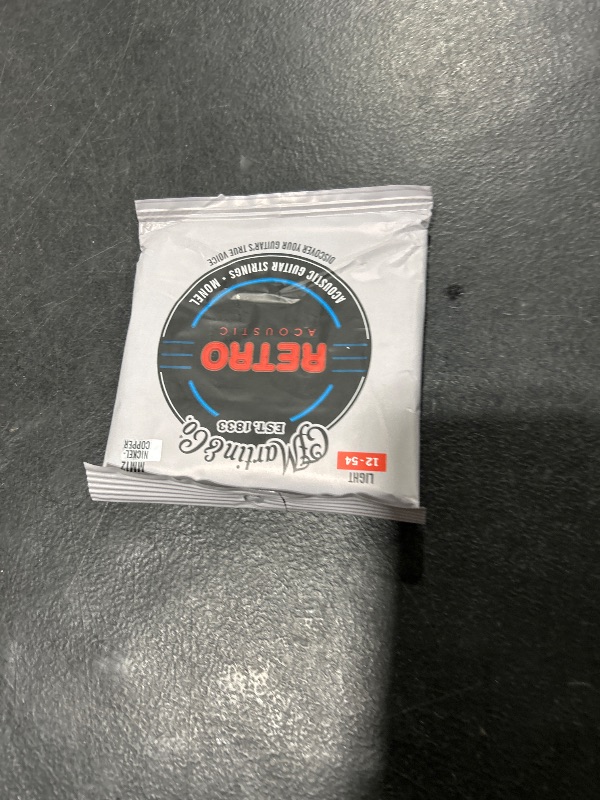 LIGHT
12-54
MM12
NICKEL-
COPPER
CF Martin & Co.
EST. 1833
RETRO
ACOUSTIC
ACOUSTIC GUITAR STRINGS • MONEL
DISCOVER YOUR GUITAR'S TRUE VOICE